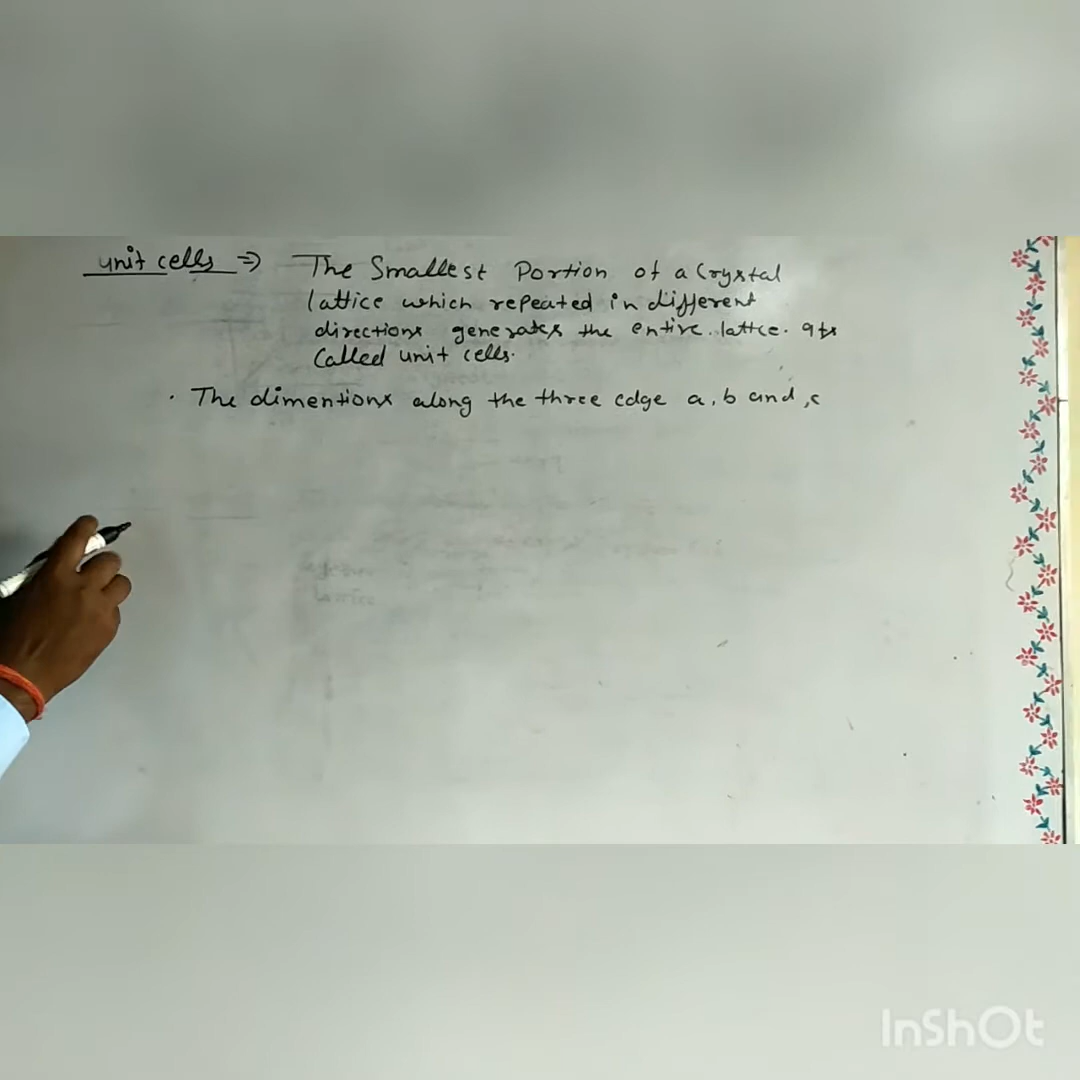 unit cells ⇒ The Smallest Portion of a Crystal
lattice which repeated in different
directions generates the entire lattice. Its
Called unit cells.
· The dimentions along the three edge a, b and, c
InShOt